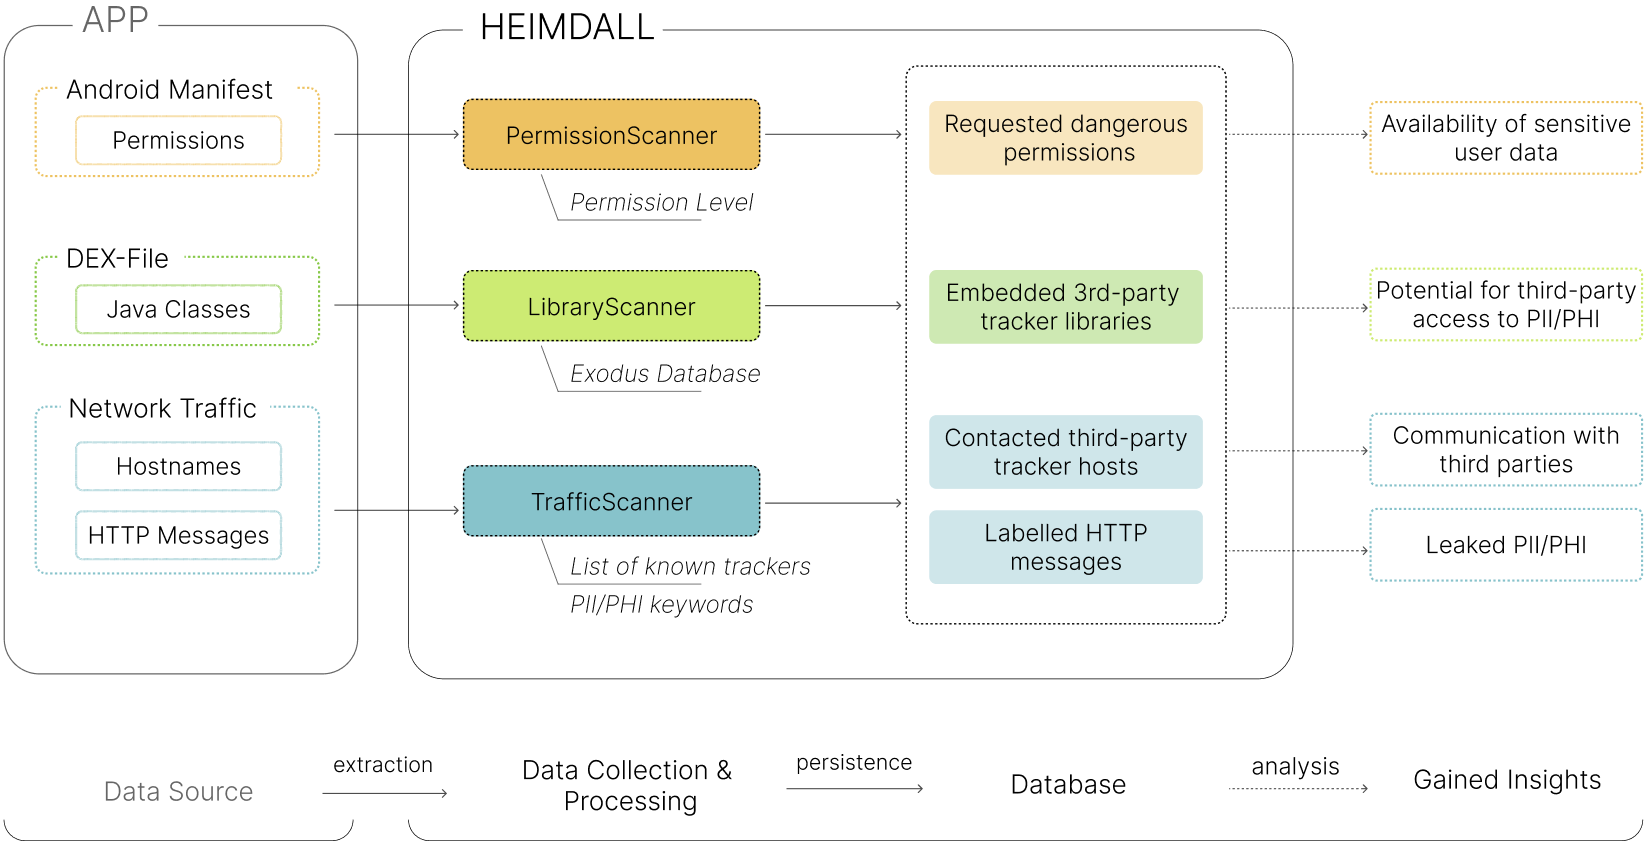 APP
HEIMDALL
Android Manifest
Permissions
PermissionScanner
Permission Level
Requested dangerous
permissions
Availability of sensitive
user data
DEX-File
Java Classes
LibraryScanner
Exodus Database
Embedded 3rd-party
tracker libraries
Potential for third-party
access to PII/PHI
Network Traffic
Hostnames
HTTP Messages
TrafficScanner
List of known trackers
PII/PHI keywords
Contacted third-party
tracker hosts
Labelled HTTP
messages
Communication with
third parties
Leaked PII/PHI
Data Source
extraction
Data Collection &
Processing
persistence
Database
analysis
Gained Insights